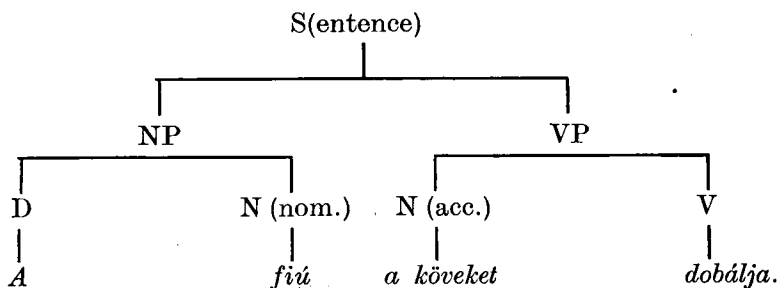 S(entence)
NP VP
D N (nom.) N (acc.) V
A fiú a köveket dobálja.